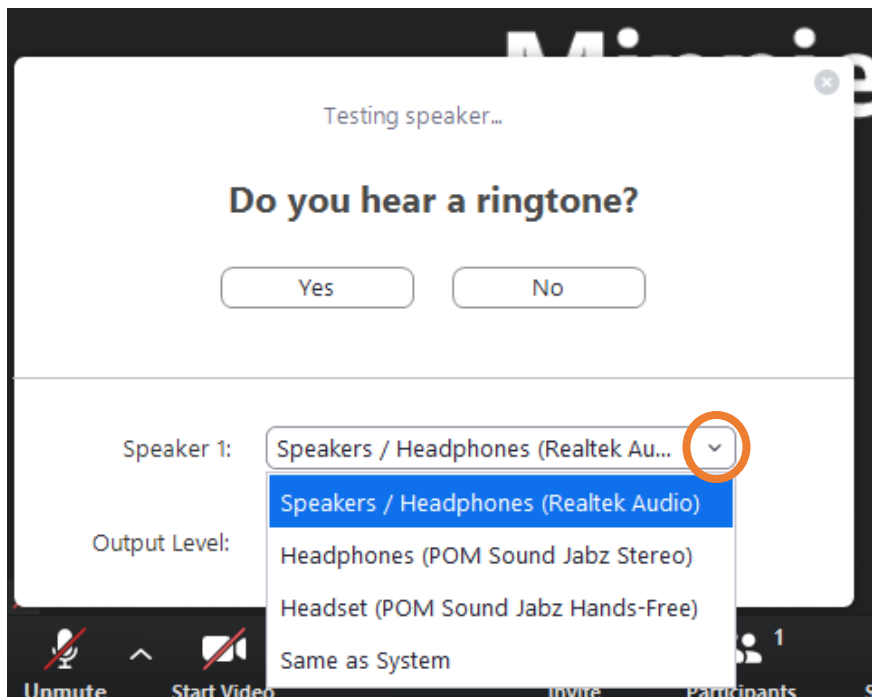 Minnie
Testing speaker...
Do you hear a ringtone?
Yes No
Speaker 1: Speakers / Headphones (Realtek Au...
Speakers / Headphones (Realtek Audio)
Output Level:
Headphones (POM Sound Jabz Stereo)
Headset (POM Sound Jabz Hands-Free)
Same as System
1
Unmute Start Video Invite Participants